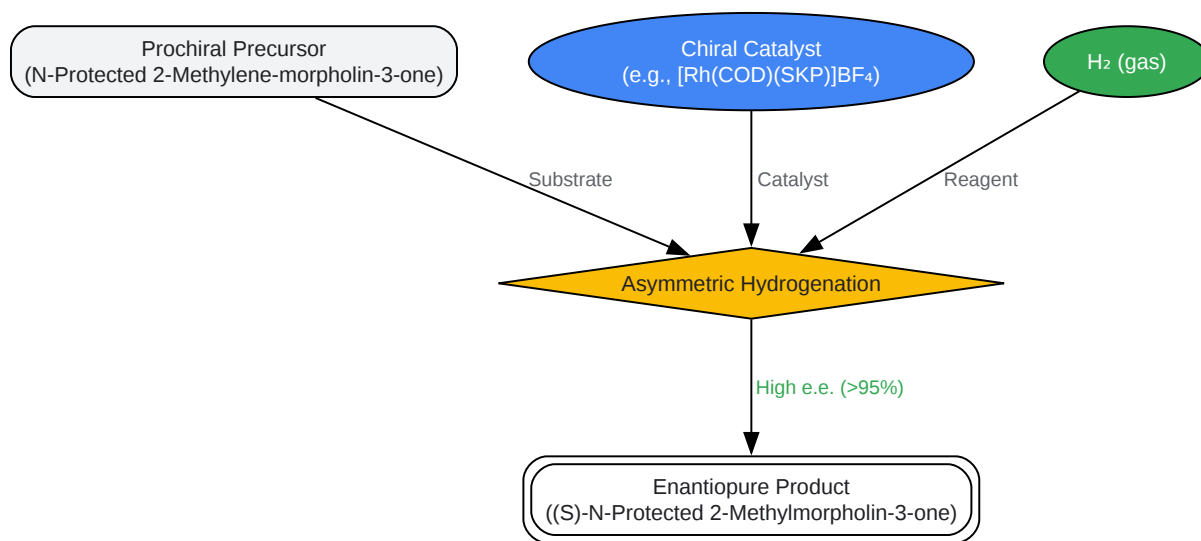 Prochiral Precursor
(N-Protected 2-Methylene-morpholin-3-one)
Chiral Catalyst
(e.g., [Rh(COD)(SKP)]BF₄)
H₂ (gas)
Substrate
Catalyst
Reagent
Asymmetric Hydrogenation
High e.e. (>95%)
Enantiopure Product
((S)-N-Protected 2-Methylmorpholin-3-one)